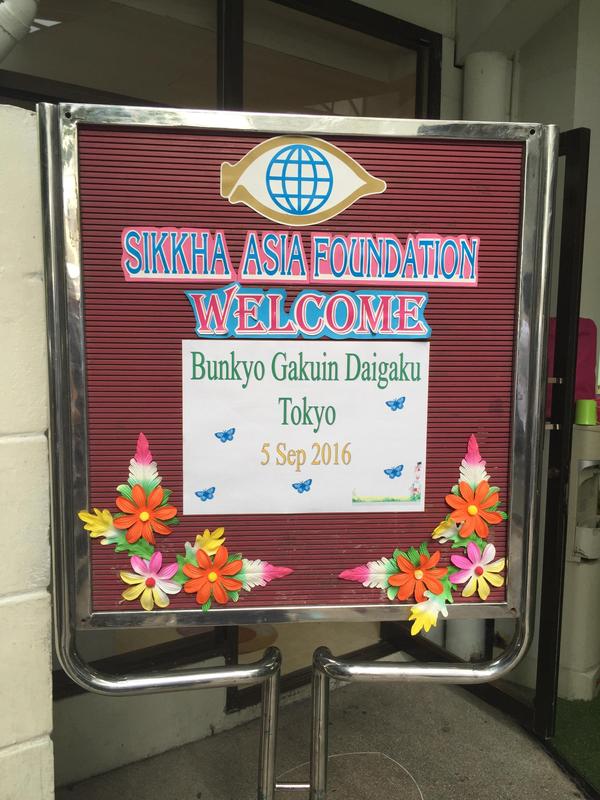 SIKKHA ASIA FOUNDATION
WELCOME
Bunkyo Gakuin Daigaku
Tokyo
5 Sep 2016